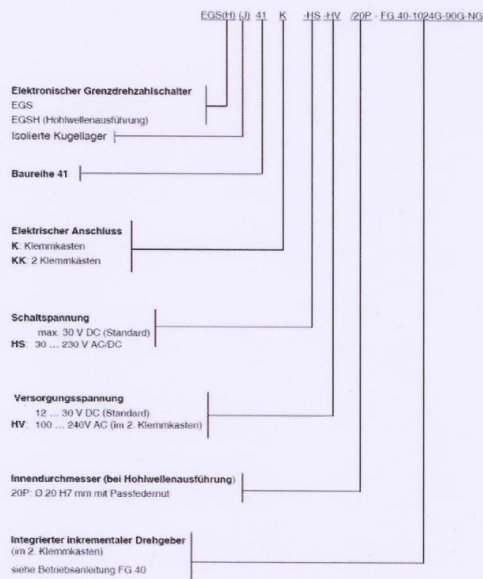 EGS(H) (J) 41 K -HS -HV /20P - FG 40-1024G-90G-NG
Elektronischer Grenzdrehzahlschalter
EGS
EGSH (Hohlwellenausführung)
Isolierte Kugellager
Baureihe 41
Elektrischer Anschluss
K: Klemmkasten
KK: 2 Klemmkästen
Schaltspannung
max. 30 V DC (Standard)
HS: 30 ... 230 V AC/DC
Versorgungsspannung
12 ... 30 V DC (Standard)
HV: 100 ... 240V AC (im 2. Klemmkasten)
Innendurchmesser (bei Hohlwellenausführung)
20P: Ø 20 H7 mm mit Passfedernut
Integrierter inkrementaler Drehgeber
(im 2. Klemmkasten)
siehe Betriebsanleitung FG 40